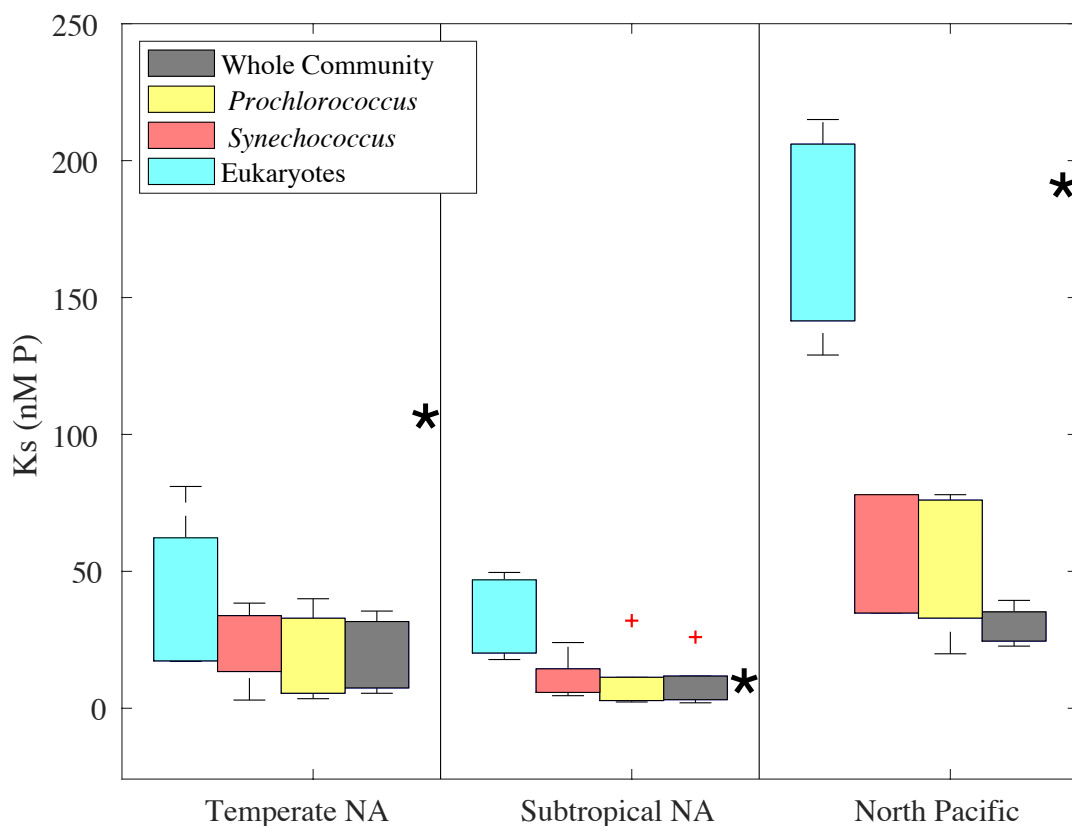 250
200
150
100
50
0
Ks (nM P)
Whole Community
Prochlorococcus
Synechococcus
Eukaryotes
Temperate NA
Subtropical NA
North Pacific